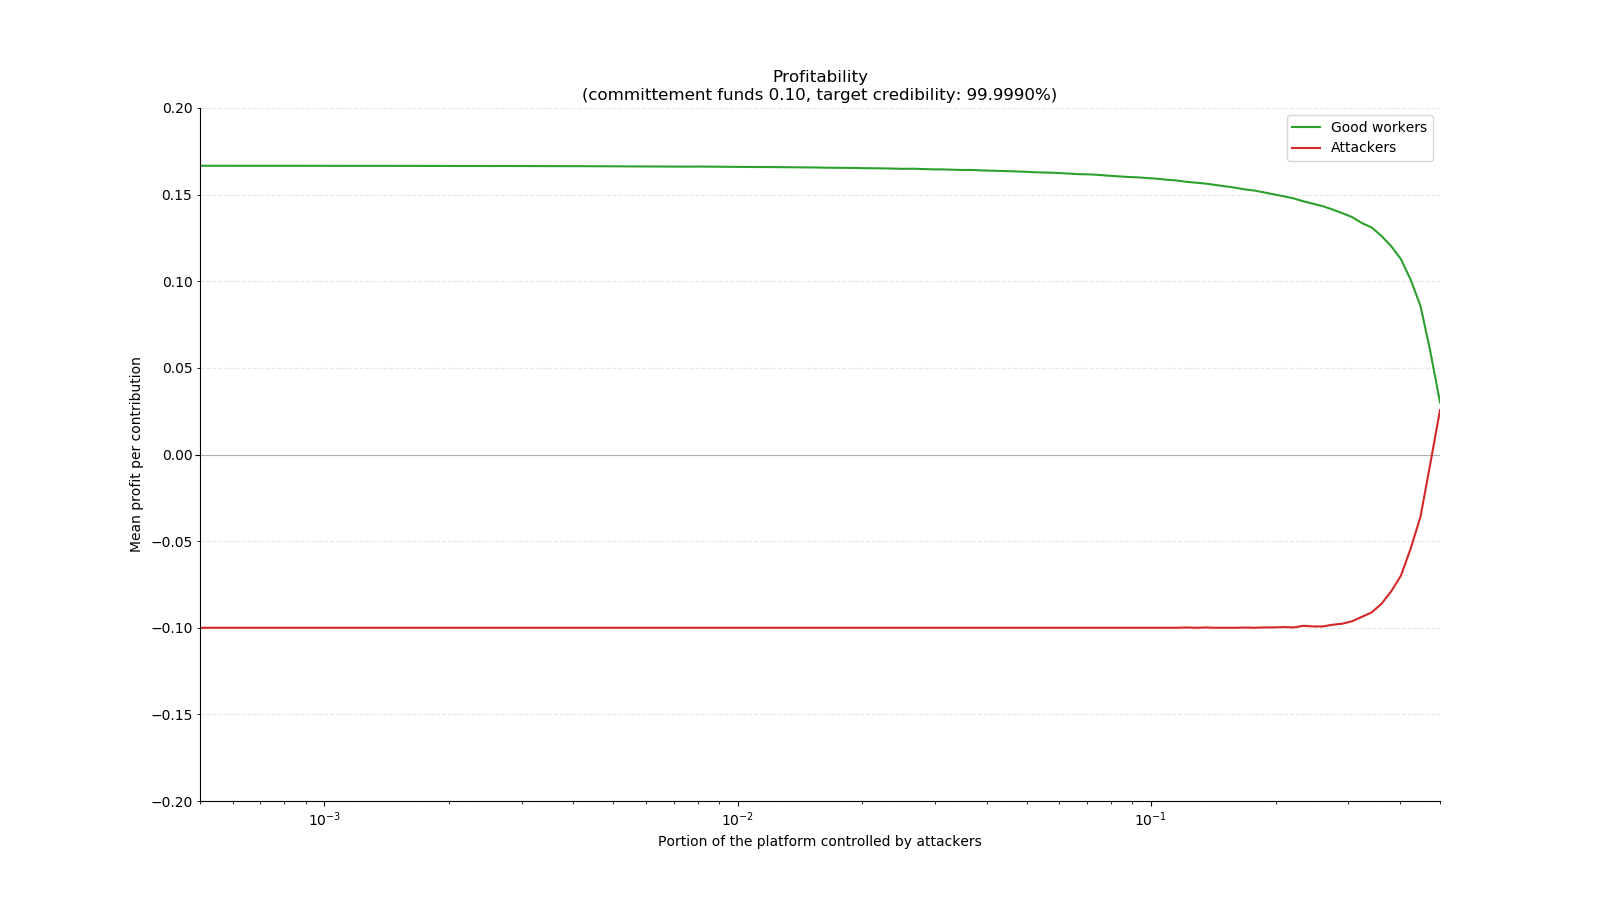 Profitability
(committement funds 0.10, target credibility: 99.9990%)
Good workers
Attackers
0.20
0.15
0.10
0.05
0.00
−0.05
−0.10
−0.15
−0.20
Mean profit per contribution
10⁻³
10⁻²
10⁻¹
Portion of the platform controlled by attackers